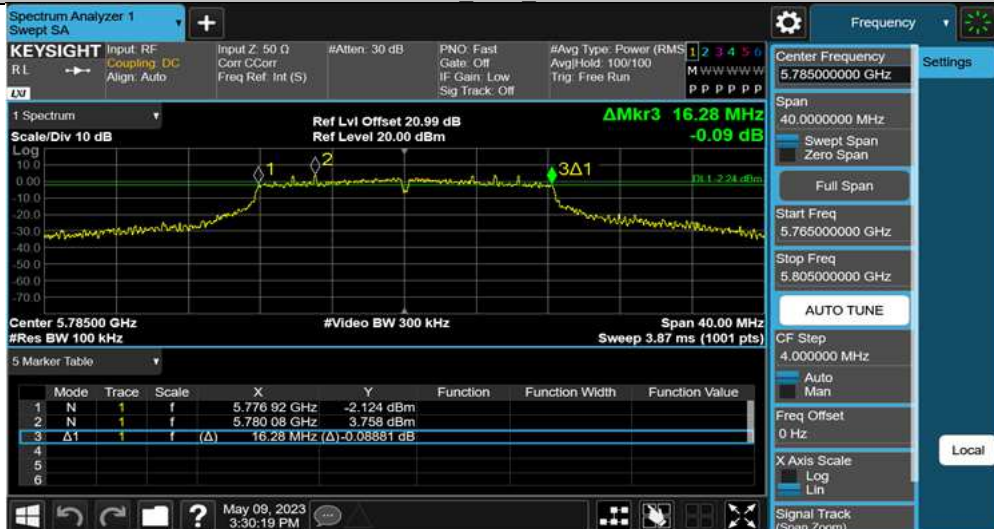 Spectrum Analyzer 1
Swept SA
+
Frequency
KEYSIGHT
RL
LXI
Input: RF
Coupling: DC
Align: Auto
Input Z: 50 Ω
Corr CCorr
Freq Ref: Int (S)
#Atten: 30 dB
PNO: Fast
Gate: Off
IF Gain: Low
Sig Track: Off
#Avg Type: Power (RMS
Avg|Hold: 100/100
Trig: Free Run
1 2 3 4 5 6
M W W W W W
P P P P P P
1 Spectrum
Scale/Div 10 dB
Ref Lvl Offset 20.99 dB
Ref Level 20.00 dBm
ΔMkr3 16.28 MHz
-0.09 dB
Log
10.0
0.00
-10.0
-20.0
-30.0
-40.0
-50.0
-60.0
-70.0
1
2
3Δ1
DL1 -2.24 dBm
Center 5.78500 GHz
#Res BW 100 kHz
#Video BW 300 kHz
Span 40.00 MHz
Sweep 3.87 ms (1001 pts)
5 Marker Table
Mode Trace Scale X Y Function Function Width Function Value
1 N 1 f 5.776 92 GHz -2.124 dBm
2 N 1 f 5.780 08 GHz 3.758 dBm
3 Δ1 1 f (Δ) 16.28 MHz (Δ) -0.08881 dB
4
5
6
?
May 09, 2023
3:30:19 PM
Center Frequency
5.785000000 GHz
Span
40.0000000 MHz
Swept Span
Zero Span
Full Span
Start Freq
5.765000000 GHz
Stop Freq
5.805000000 GHz
AUTO TUNE
CF Step
4.000000 MHz
Auto
Man
Freq Offset
0 Hz
X Axis Scale
Log
Lin
Signal Track
(Span Zoom)
Settings
Local